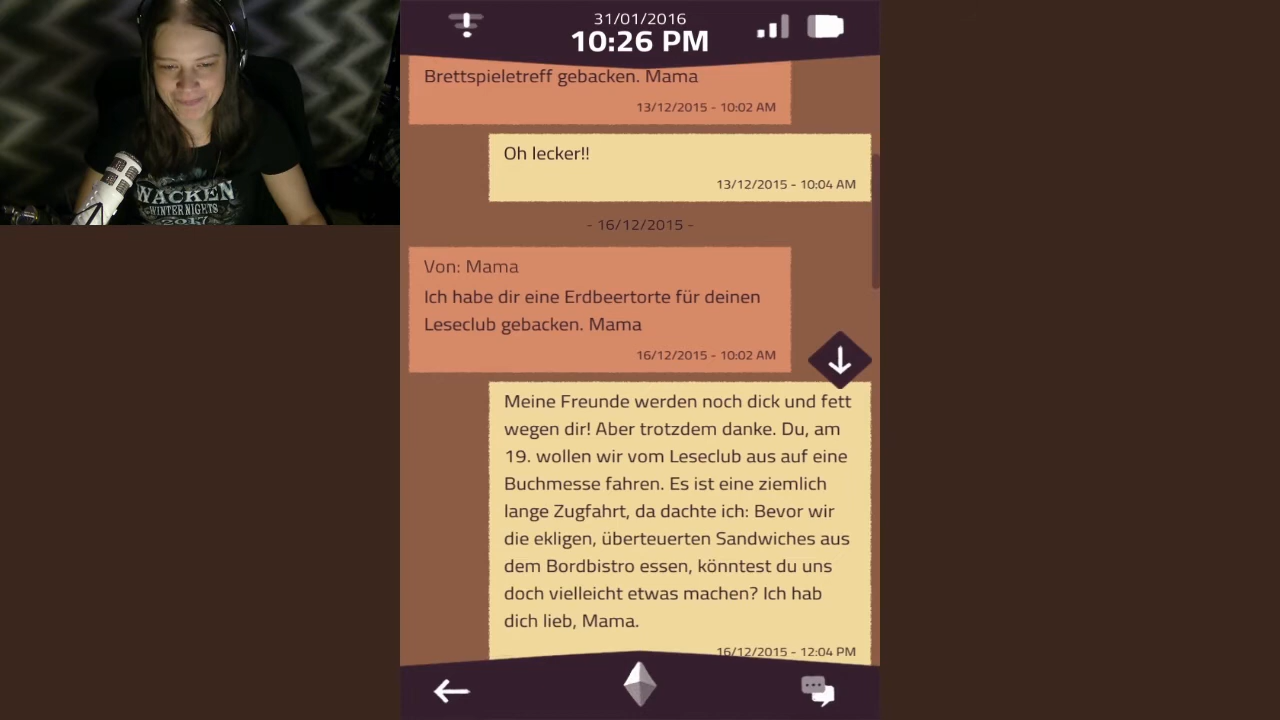 31/01/2016
10:26 PM
Brettspieletreff gebacken. Mama
13/12/2015 - 10:02 AM
Oh lecker!!
13/12/2015 - 10:04 AM
- 16/12/2015 -
Von: Mama
Ich habe dir eine Erdbeertorte für deinen
Leseclub gebacken. Mama
16/12/2015 - 10:02 AM
Meine Freunde werden noch dick und fett
wegen dir! Aber trotzdem danke. Du, am
19. wollen wir vom Leseclub aus auf eine
Buchmesse fahren. Es ist eine ziemlich
lange Zugfahrt, da dachte ich: Bevor wir
die ekligen, überteuerten Sandwiches aus
dem Bordbistro essen, könntest du uns
doch vielleicht etwas machen? Ich hab
dich lieb, Mama.
16/12/2015 - 12:04 PM
WACKEN
WINTER NIGHTS
2017